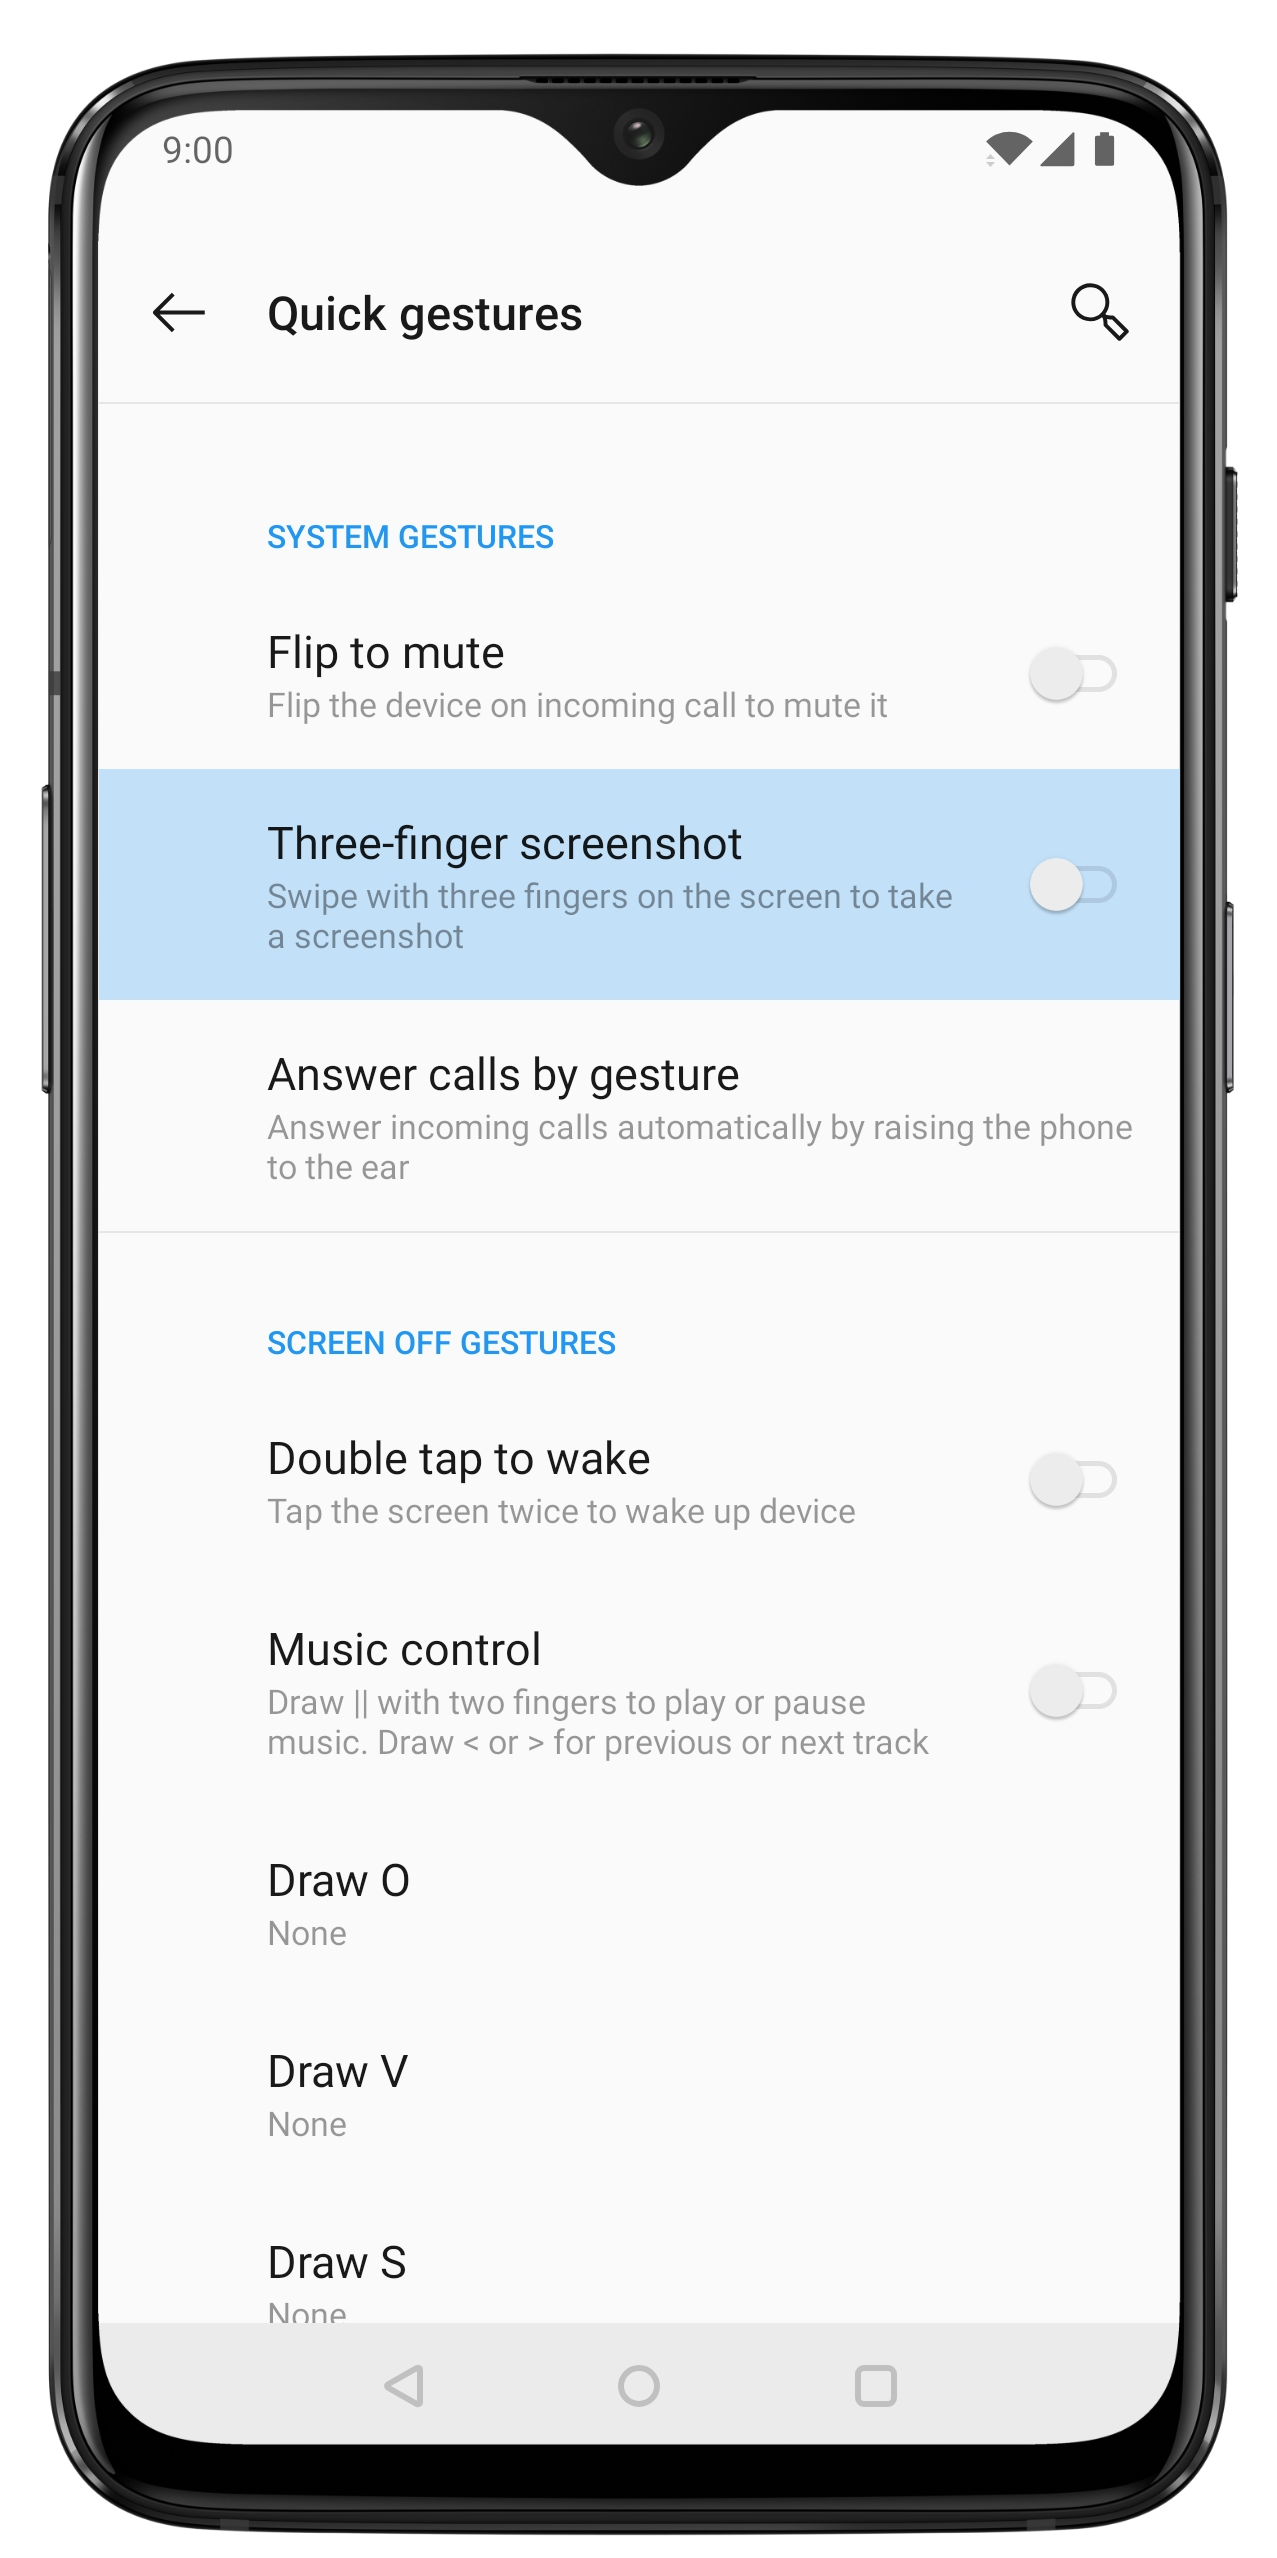 9:00
Quick gestures
SYSTEM GESTURES
Flip to mute
Flip the device on incoming call to mute it
Three-finger screenshot
Swipe with three fingers on the screen to take
a screenshot
Answer calls by gesture
Answer incoming calls automatically by raising the phone
to the ear
SCREEN OFF GESTURES
Double tap to wake
Tap the screen twice to wake up device
Music control
Draw || with two fingers to play or pause
music. Draw < or > for previous or next track
Draw O
None
Draw V
None
Draw S
None